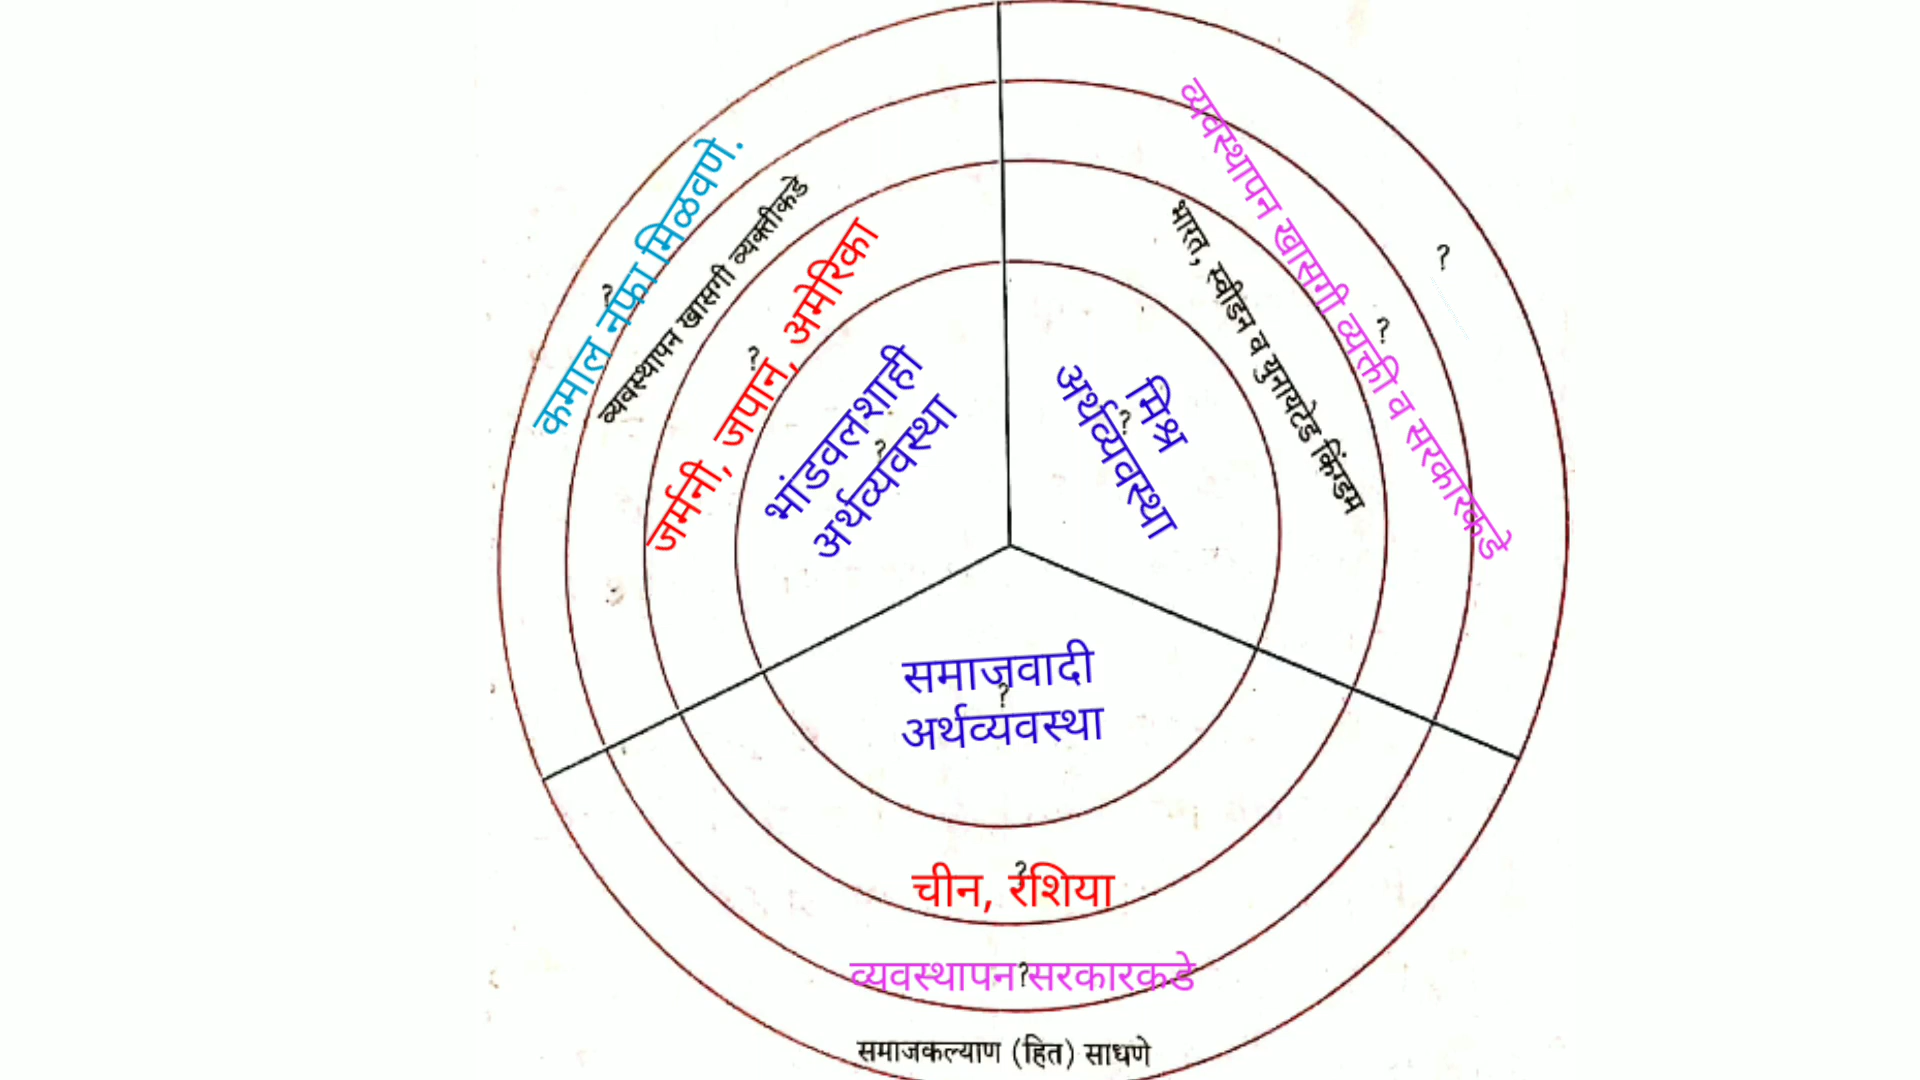 कमाल नफा मिळवणे.
?
व्यवस्थापन खासगी व्यक्तीकडे
?
जर्मनी, जपान, अमेरिका
भांडवलशाही
?
अर्थव्यवस्था
व्यवस्थापन खासगी व्यक्ती व सरकारकडे
?
?
भारत, स्वीडन व युनायटेड किंग्डम
मिश्र
?
अर्थव्यवस्था
समाजवादी
?
अर्थव्यवस्था
?
चीन, रशिया
व्यवस्थापन ? सरकारकडे
समाजकल्याण (हित) साधणे